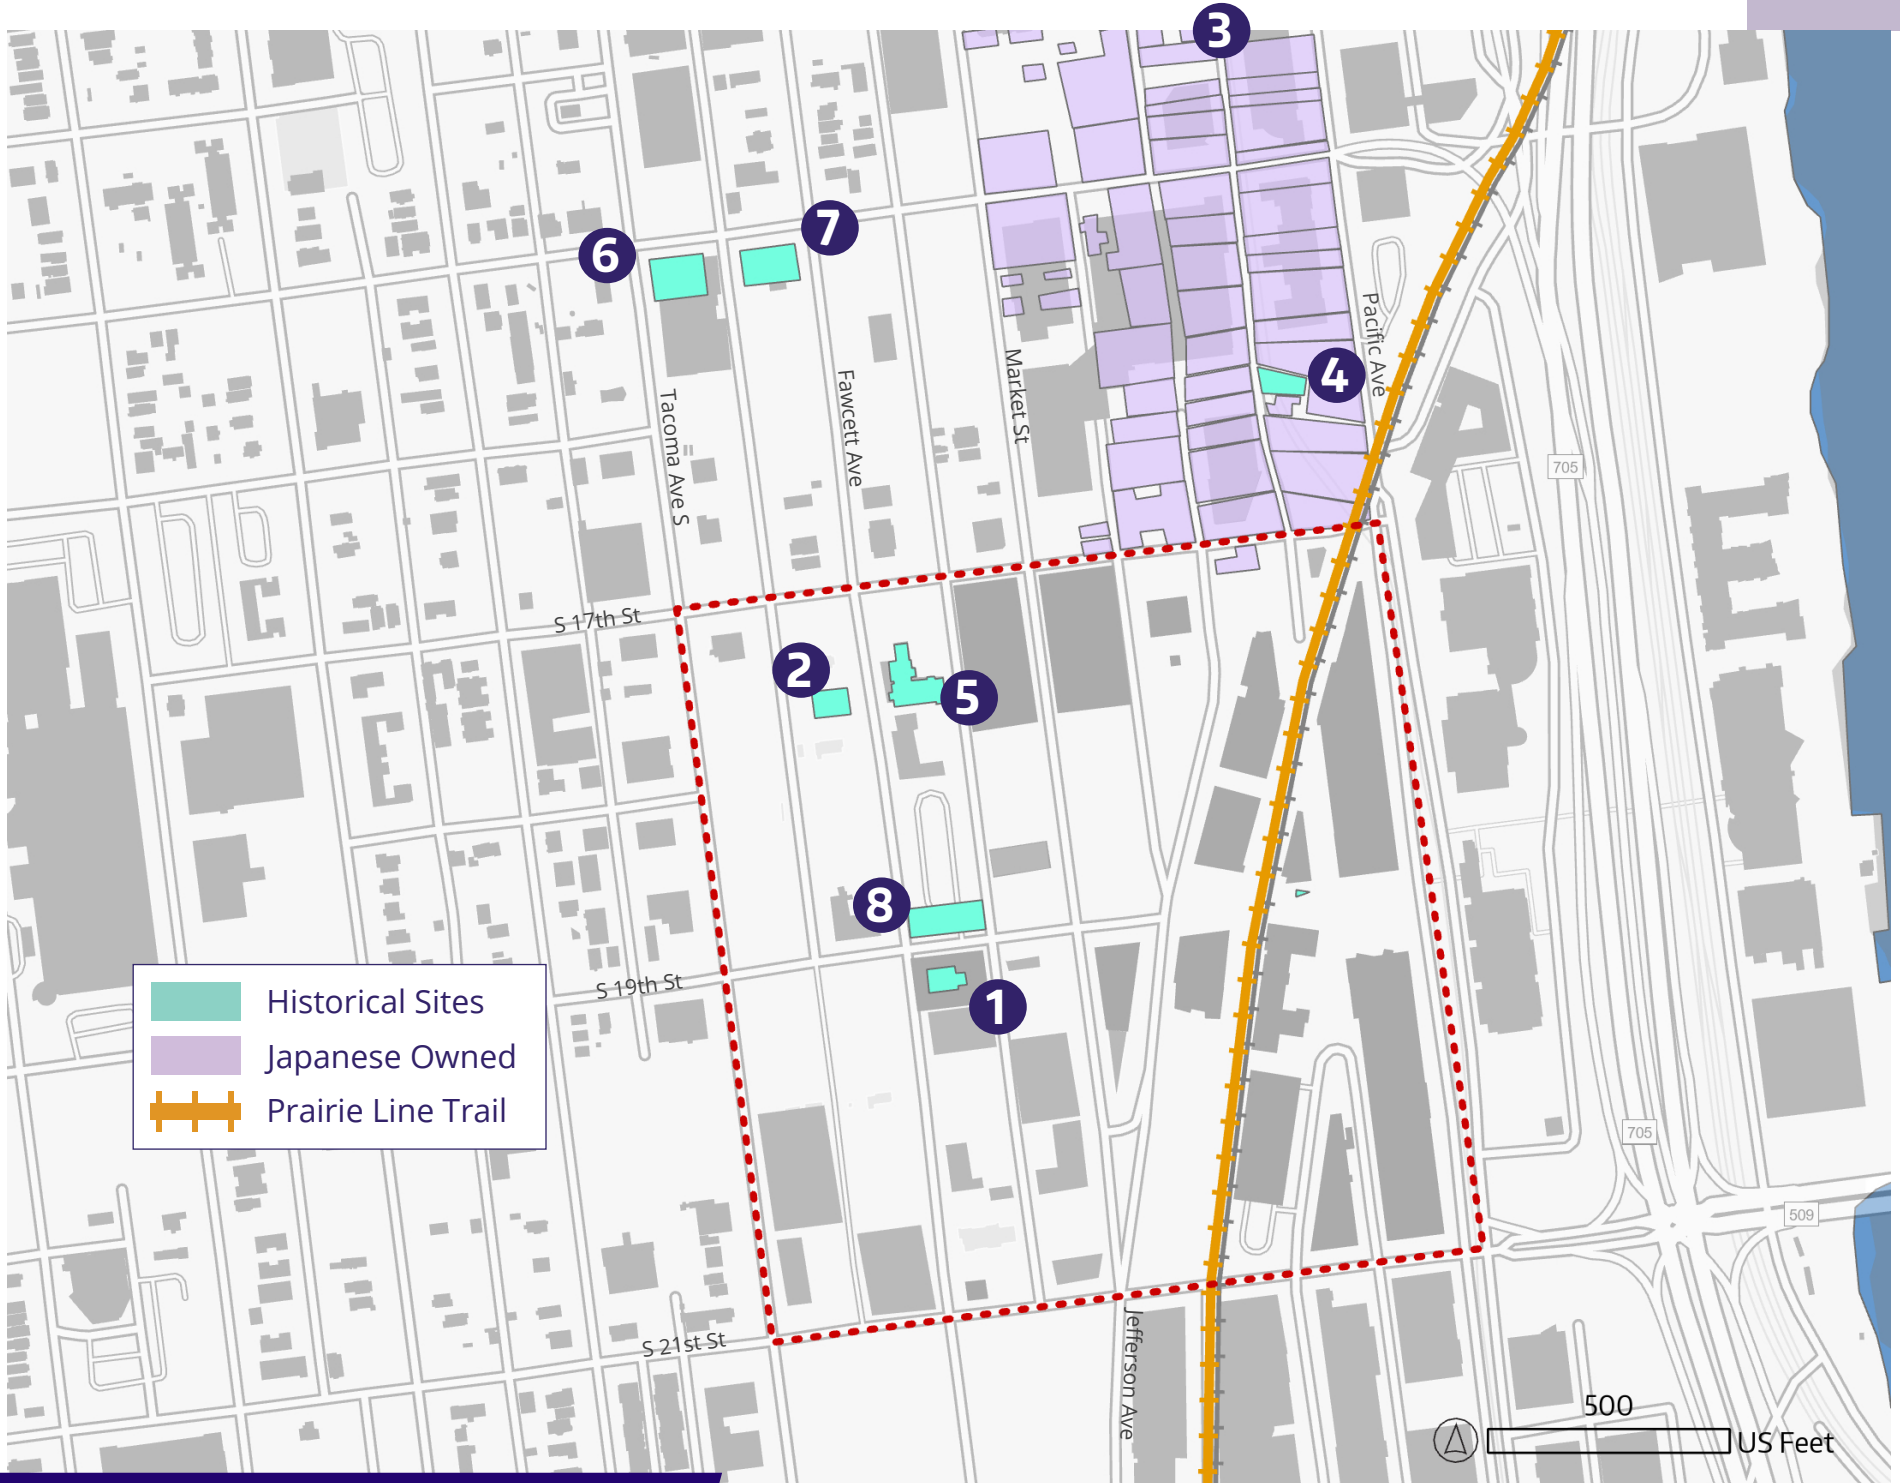 3
7
6
Pacific Ave
4
Market St
Fawcett Ave
Tacoma Ave S
705
S 17th St
2
5
8
S 19th St
1
Historical Sites
Japanese Owned
Prairie Line Trail
705
509
S 21st St
Jefferson Ave
500
US Feet